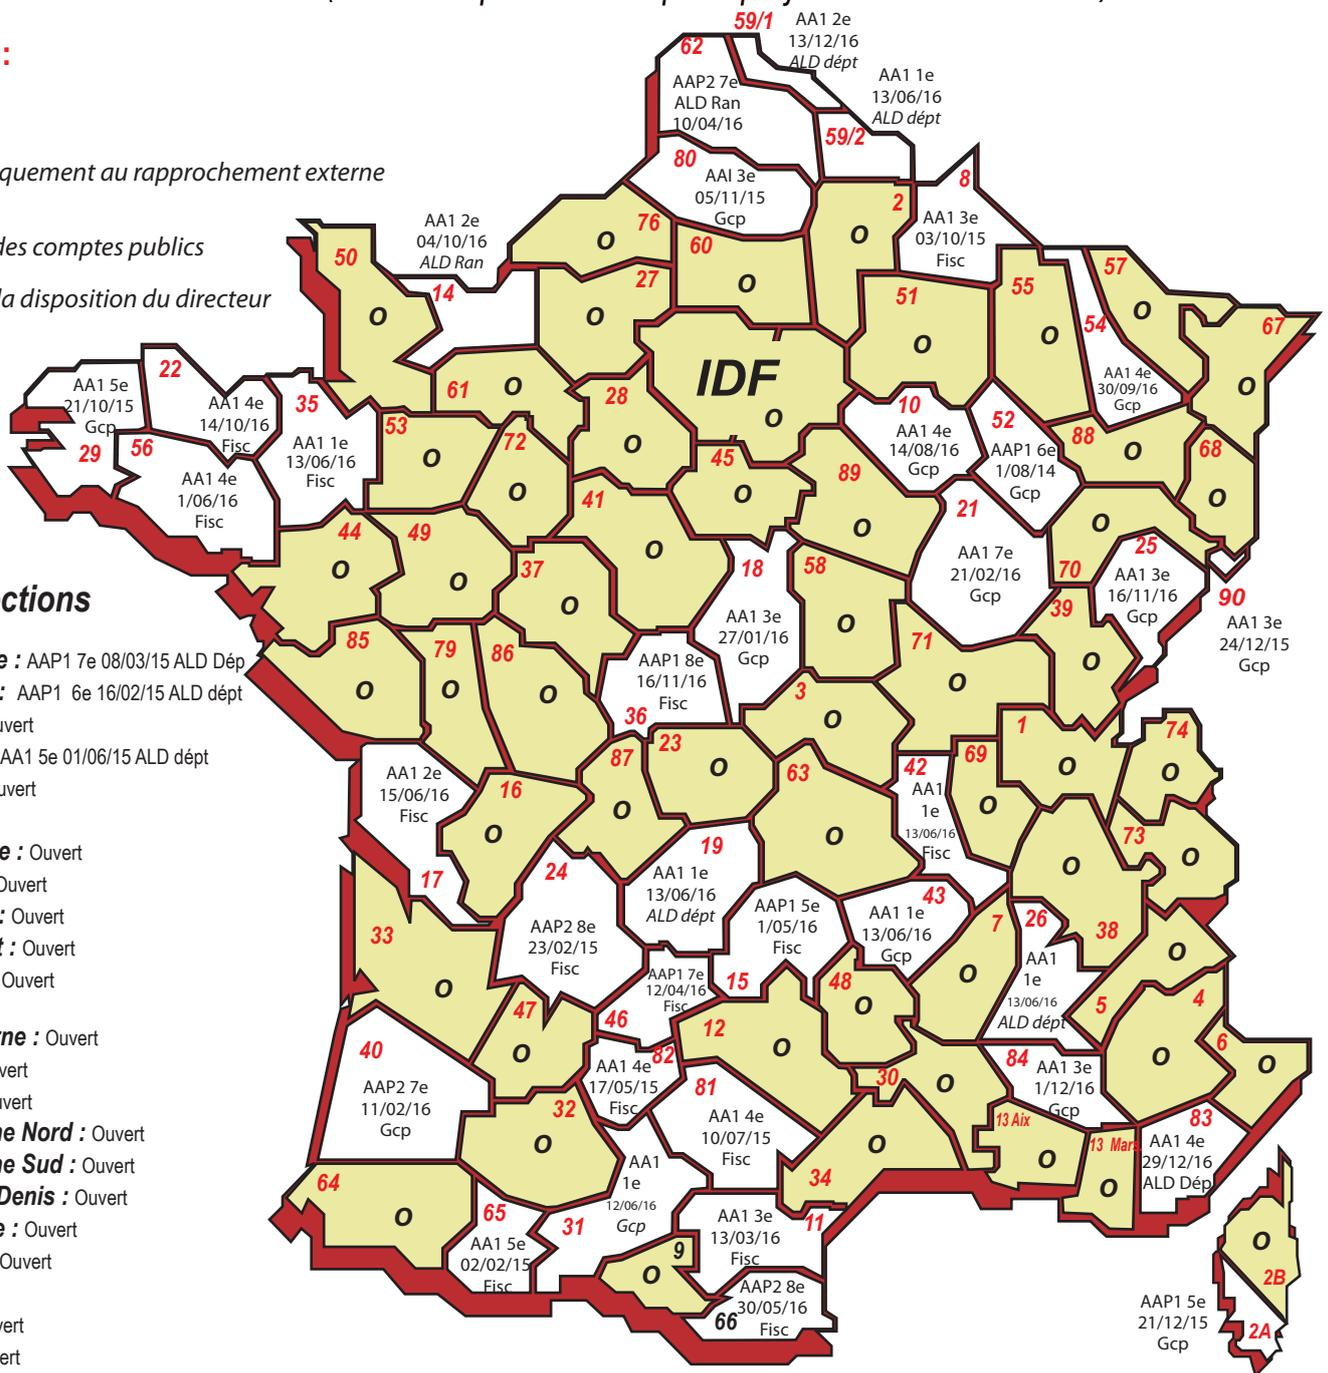 59/1
AA1 2e
13/12/16
ALD dépt
:
62
AAP2 7e
ALD Ran
10/04/16
AA1 1e
13/06/16
ALD dépt
59/2
quement au rapprochement externe
80
AAI 3e
05/11/15
Gcp
8
2
O
AA1 3e
03/10/15
Fisc
des comptes publics
la disposition du directeur
AA1 2e
04/10/16
ALD Ran
14
76
O
60
O
50
O
27
O
51
O
55
O
54
AA1 4e
30/09/16
Gcp
57
O
67
O
IDF
O
61
O
28
O
22
AA1 4e
14/10/16
Fisc
AA1 5e
21/10/15
Gcp
29
35
AA1 1e
13/06/16
Fisc
56
AA1 4e
1/06/16
Fisc
53
O
72
O
10
AA1 4e
14/08/16
Gcp
52
AAP1 6e
1/08/14
Gcp
88
O
68
O
45
O
89
O
41
O
21
AA1 7e
21/02/16
Gcp
70
O
25
AA1 3e
16/11/16
Gcp
90
AA1 3e
24/12/15
Gcp
44
O
49
O
37
O
18
AA1 3e
27/01/16
Gcp
58
O
39
O
ctions
e : AAP1 7e 08/03/15 ALD Dép
: AAP1 6e 16/02/15 ALD dépt
uvert
AA1 5e 01/06/15 ALD dépt
uvert
85
O
79
O
86
O
AAP1 8e
16/11/16
Fisc
36
71
O
3
O
23
O
87
O
63
O
42
AA1
1e
13/06/16
Fisc
69
O
1
O
74
O
73
O
AA1 2e
15/06/16
Fisc
17
16
O
e : Ouvert
Ouvert
: Ouvert
t : Ouvert
Ouvert
24
AAP2 8e
23/02/15
Fisc
19
AA1 1e
13/06/16
ALD dépt
AAP1 5e
1/05/16
Fisc
15
43
AA1 1e
13/06/16
Gcp
7
O
26
AA1
1e
13/06/16
ALD dépt
38
O
33
O
AAP1 7e
12/04/16
Fisc
46
48
O
5
O
4
O
6
O
rne : Ouvert
vert
uvert
ne Nord : Ouvert
ne Sud : Ouvert
Denis : Ouvert
e : Ouvert
Ouvert
vert
ert
40
AAP2 7e
11/02/16
Gcp
47
O
82
AA1 4e
17/05/15
Fisc
12
O
81
AA1 4e
10/07/15
Fisc
30
O
84
AA1 3e
1/12/16
Gcp
13 Aix
O
13 Mars
O
83
AA1 4e
29/12/16
ALD Dép
32
O
34
O
64
O
65
AA1 5e
02/02/15
Fisc
31
AA1
1e
12/06/16
Gcp
11
AA1 3e
13/03/16
Fisc
9
O
66
AAP2 8e
30/05/16
Fisc
O
2B
AAP1 5e
21/12/15
Gcp
2A